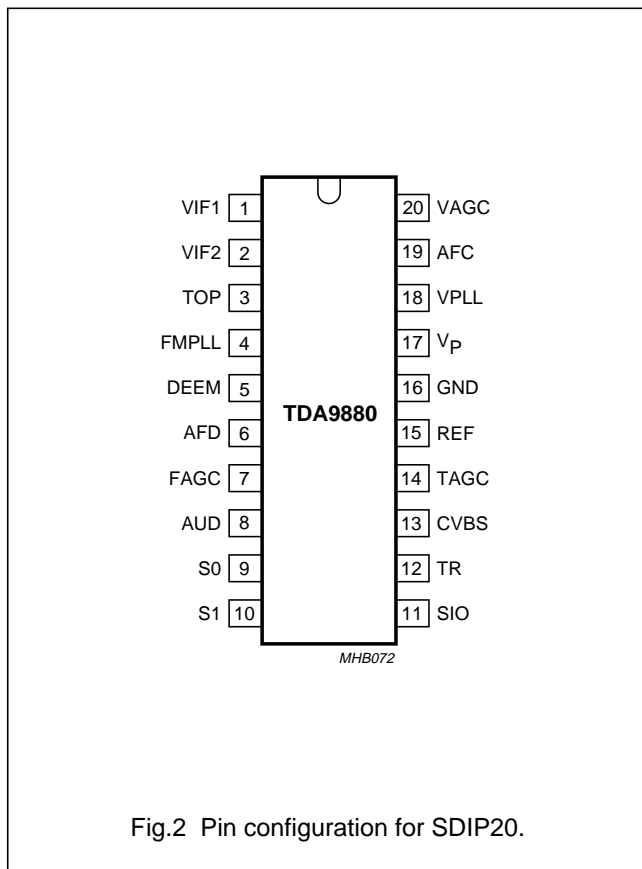 VIF1 1
VIF2 2
TOP 3
FMPLL 4
DEEM 5
AFD 6
FAGC 7
AUD 8
S0 9
S1 10
TDA9880
20 VAGC
19 AFC
18 VPLL
17 VP
16 GND
15 REF
14 TAGC
13 CVBS
12 TR
11 SIO
MHB072
Fig.2 Pin configuration for SDIP20.